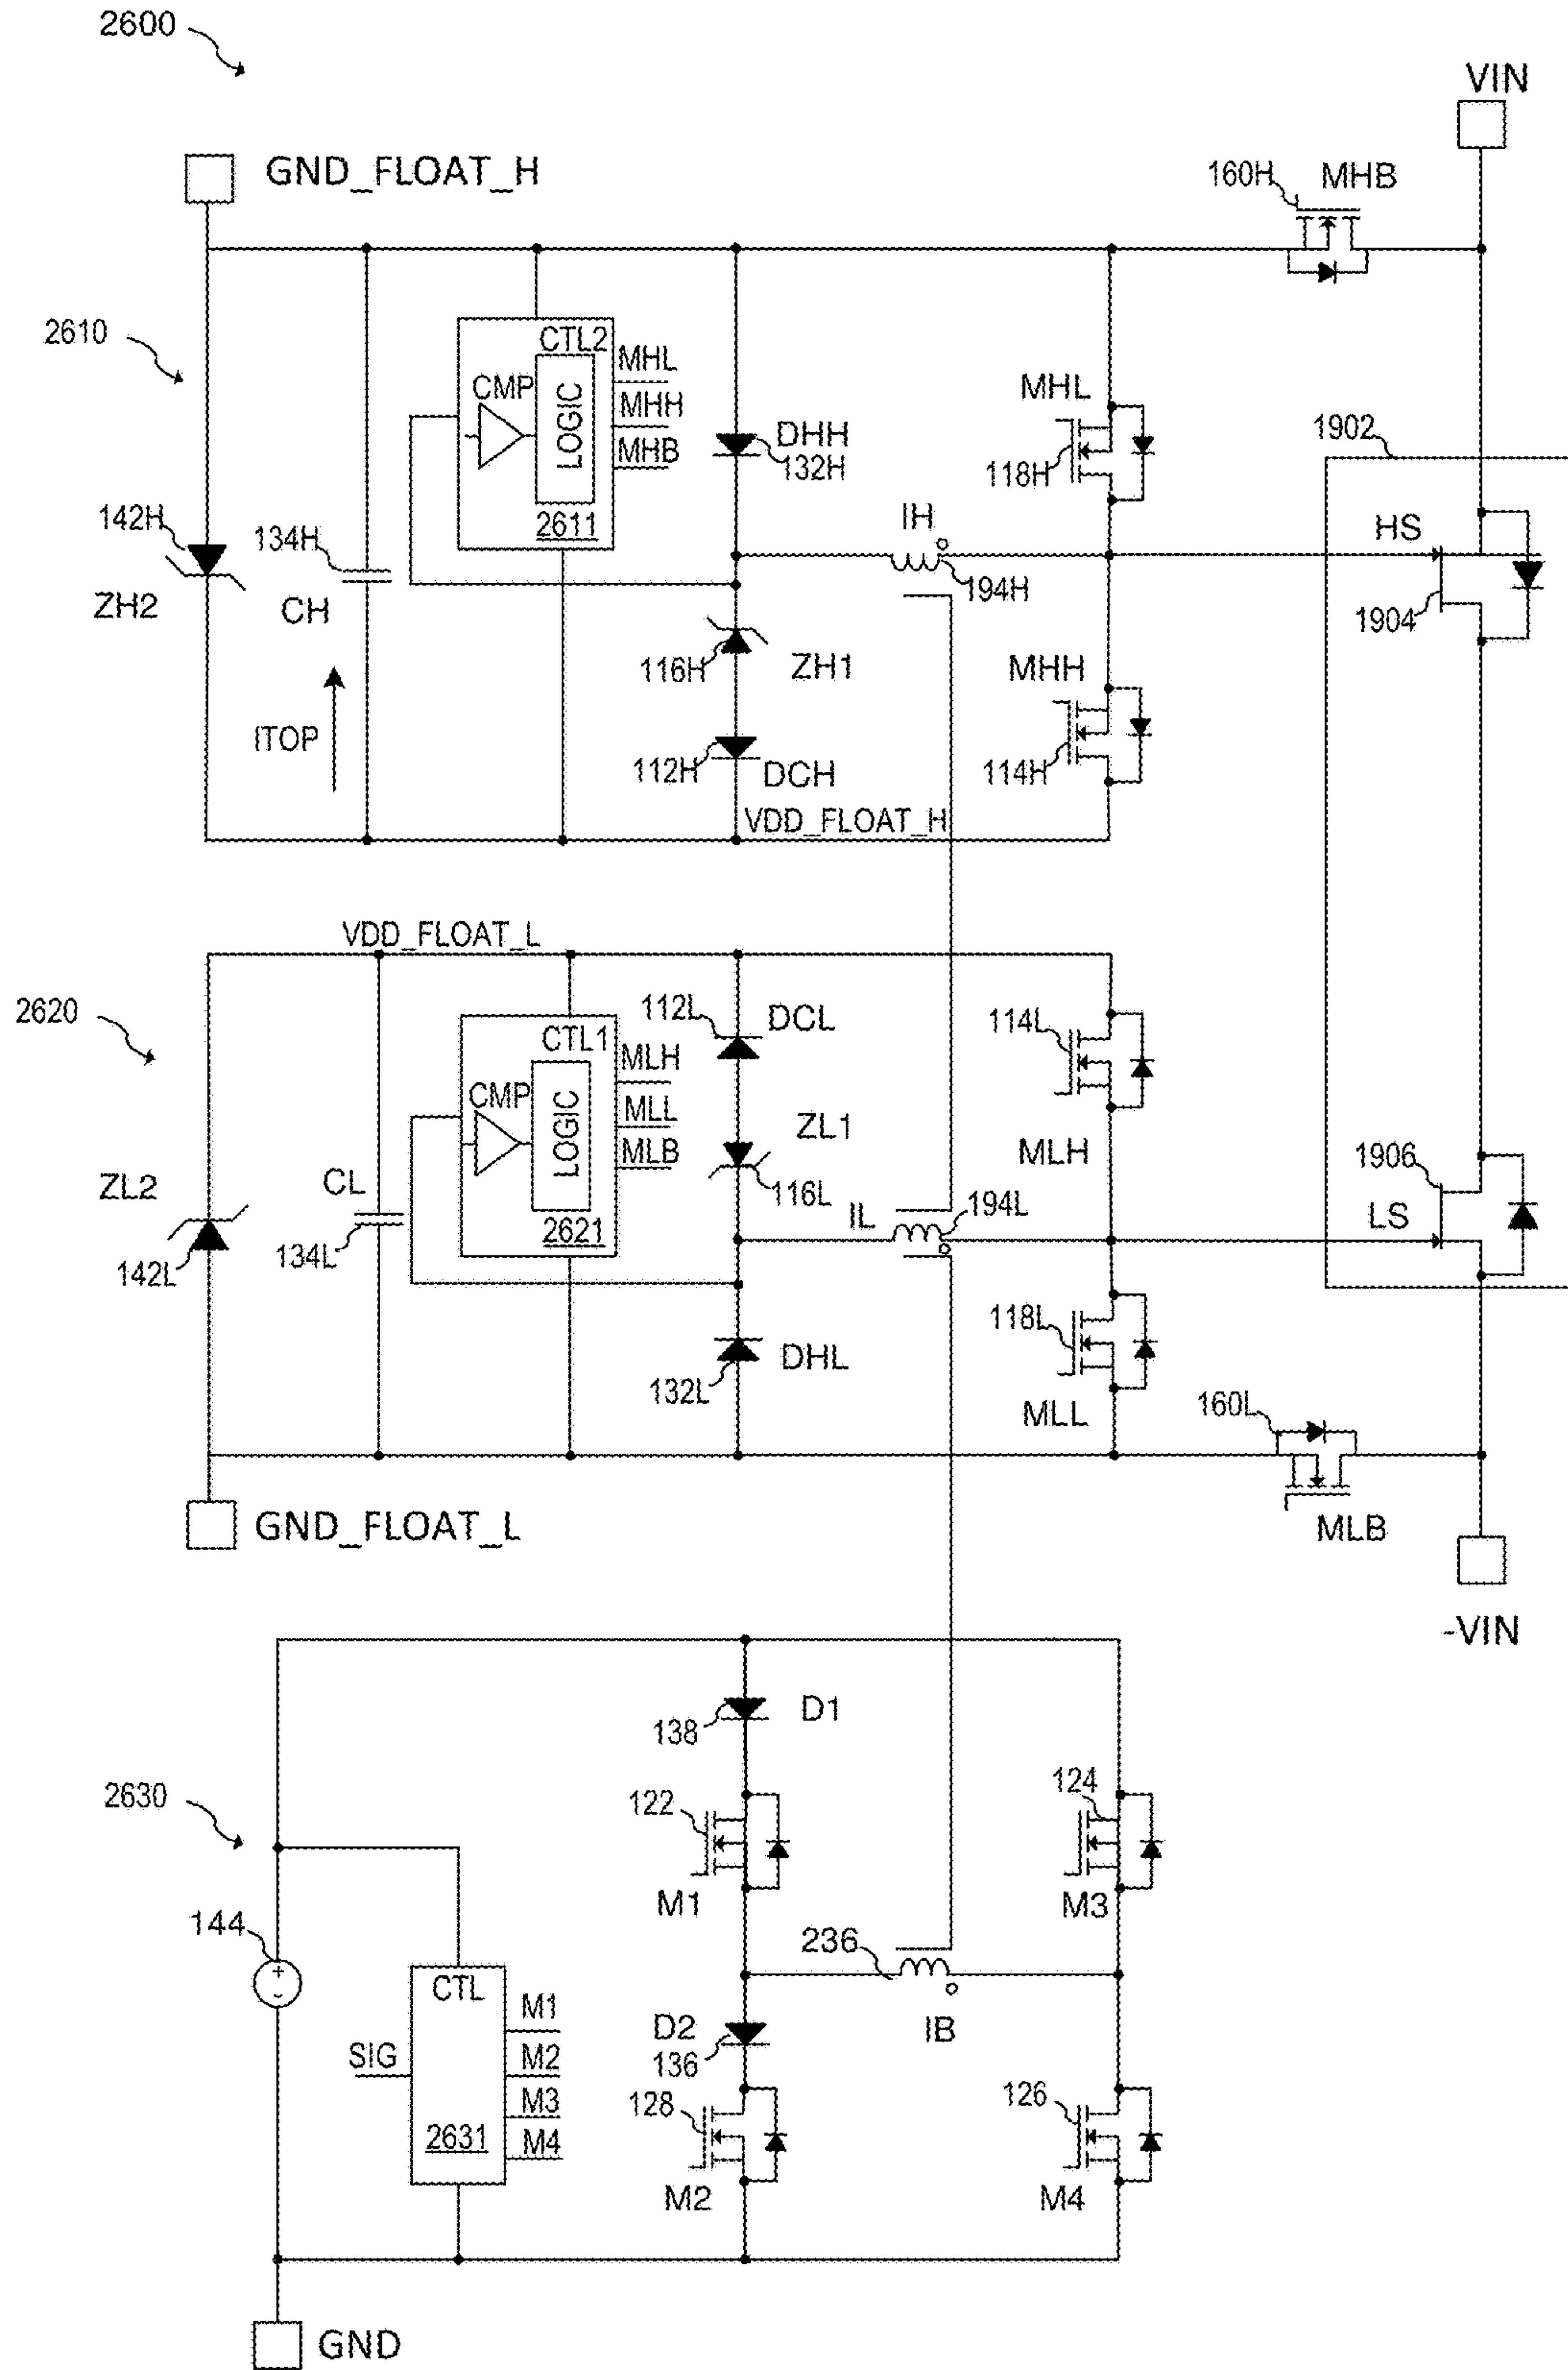 2600
VIN
GND_FLOAT_H
160H
MHB
2610
CTL2
MHL
CMP
LOGIC
MHH
MHB
2611
DHH
132H
MHL
118H
1902
142H
134H
IH
HS
ZH2
CH
194H
1904
116H
ZH1
MHH
ITOP
112H
DCH
114H
VDD_FLOAT_H
VDD_FLOAT_L
2620
CTL1
MLH
CMP
LOGIC
MLL
MLB
2621
112L
DCL
114L
ZL1
MLH
1906
ZL2
CL
116L
IL
194L
LS
142L
134L
118L
DHL
132L
MLL
160L
GND_FLOAT_L
MLB
-VIN
D1
138
2630
122
124
M1
M3
144
236
CTL
M1
D2
IB
SIG
M2
136
M3
128
126
2631
M4
M2
M4
GND